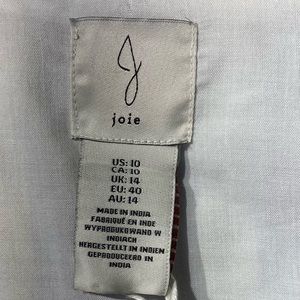 J
joie
US: 10
CA: 10
UK: 14
EU: 40
AU: 14
MADE IN INDIA
FABRIQUÉ EN INDE
WYPRODUKOWANO W
INDIACH
HERGESTELLT IN INDIEN
GEPRODUCEERD IN
INDIA